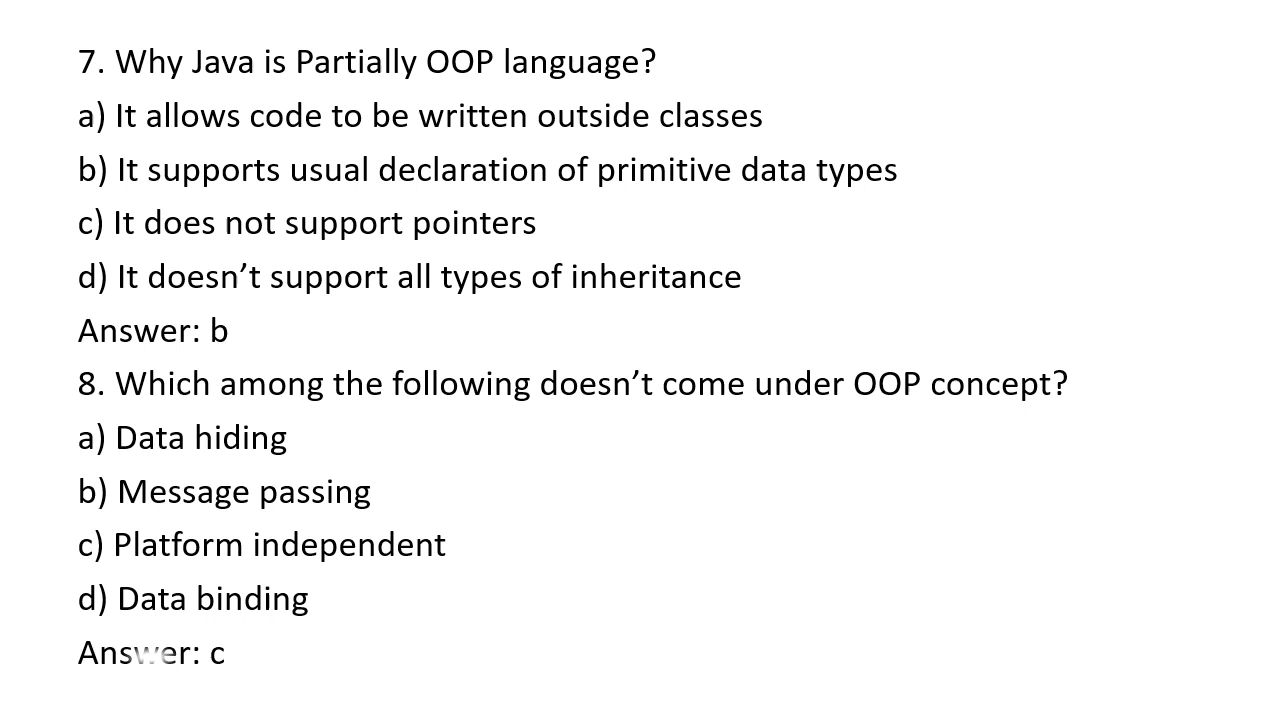 7. Why Java is Partially OOP language?
a) It allows code to be written outside classes
b) It supports usual declaration of primitive data types
c) It does not support pointers
d) It doesn’t support all types of inheritance
Answer: b
8. Which among the following doesn’t come under OOP concept?
a) Data hiding
b) Message passing
c) Platform independent
d) Data binding
Answer: c